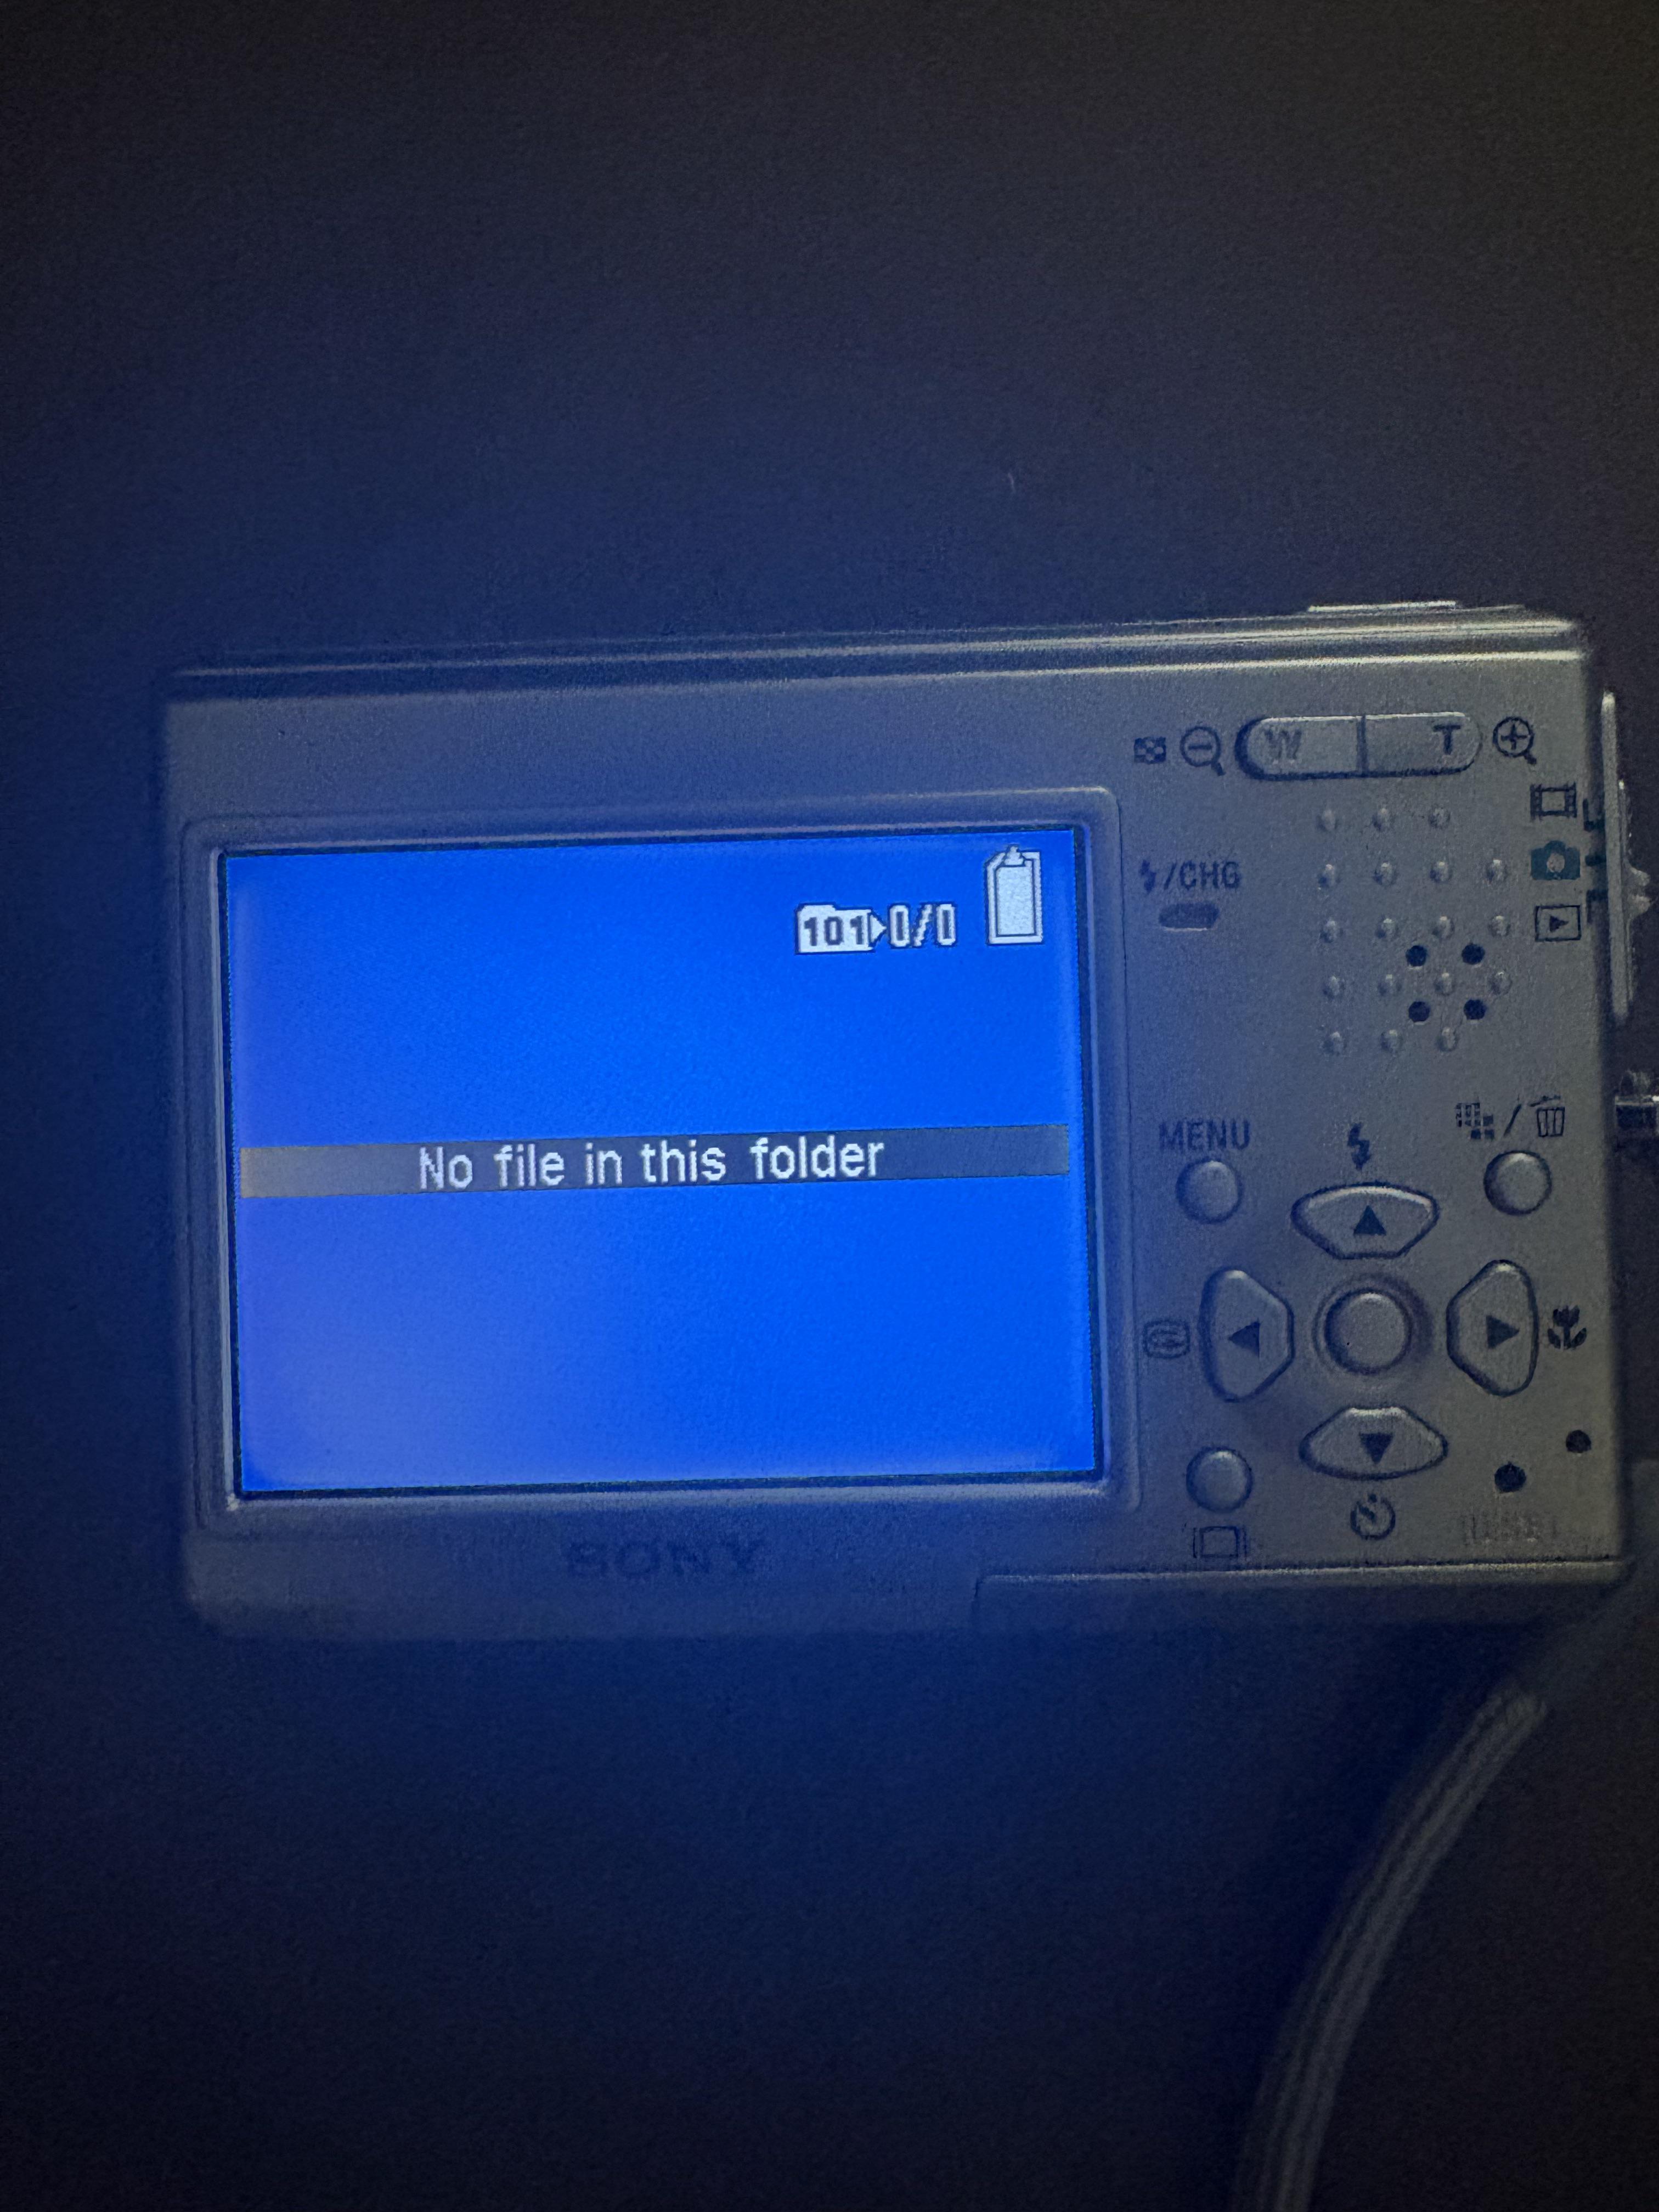 W T
⚡/CHG
101 0/0
No file in this folder
MENU
SONY